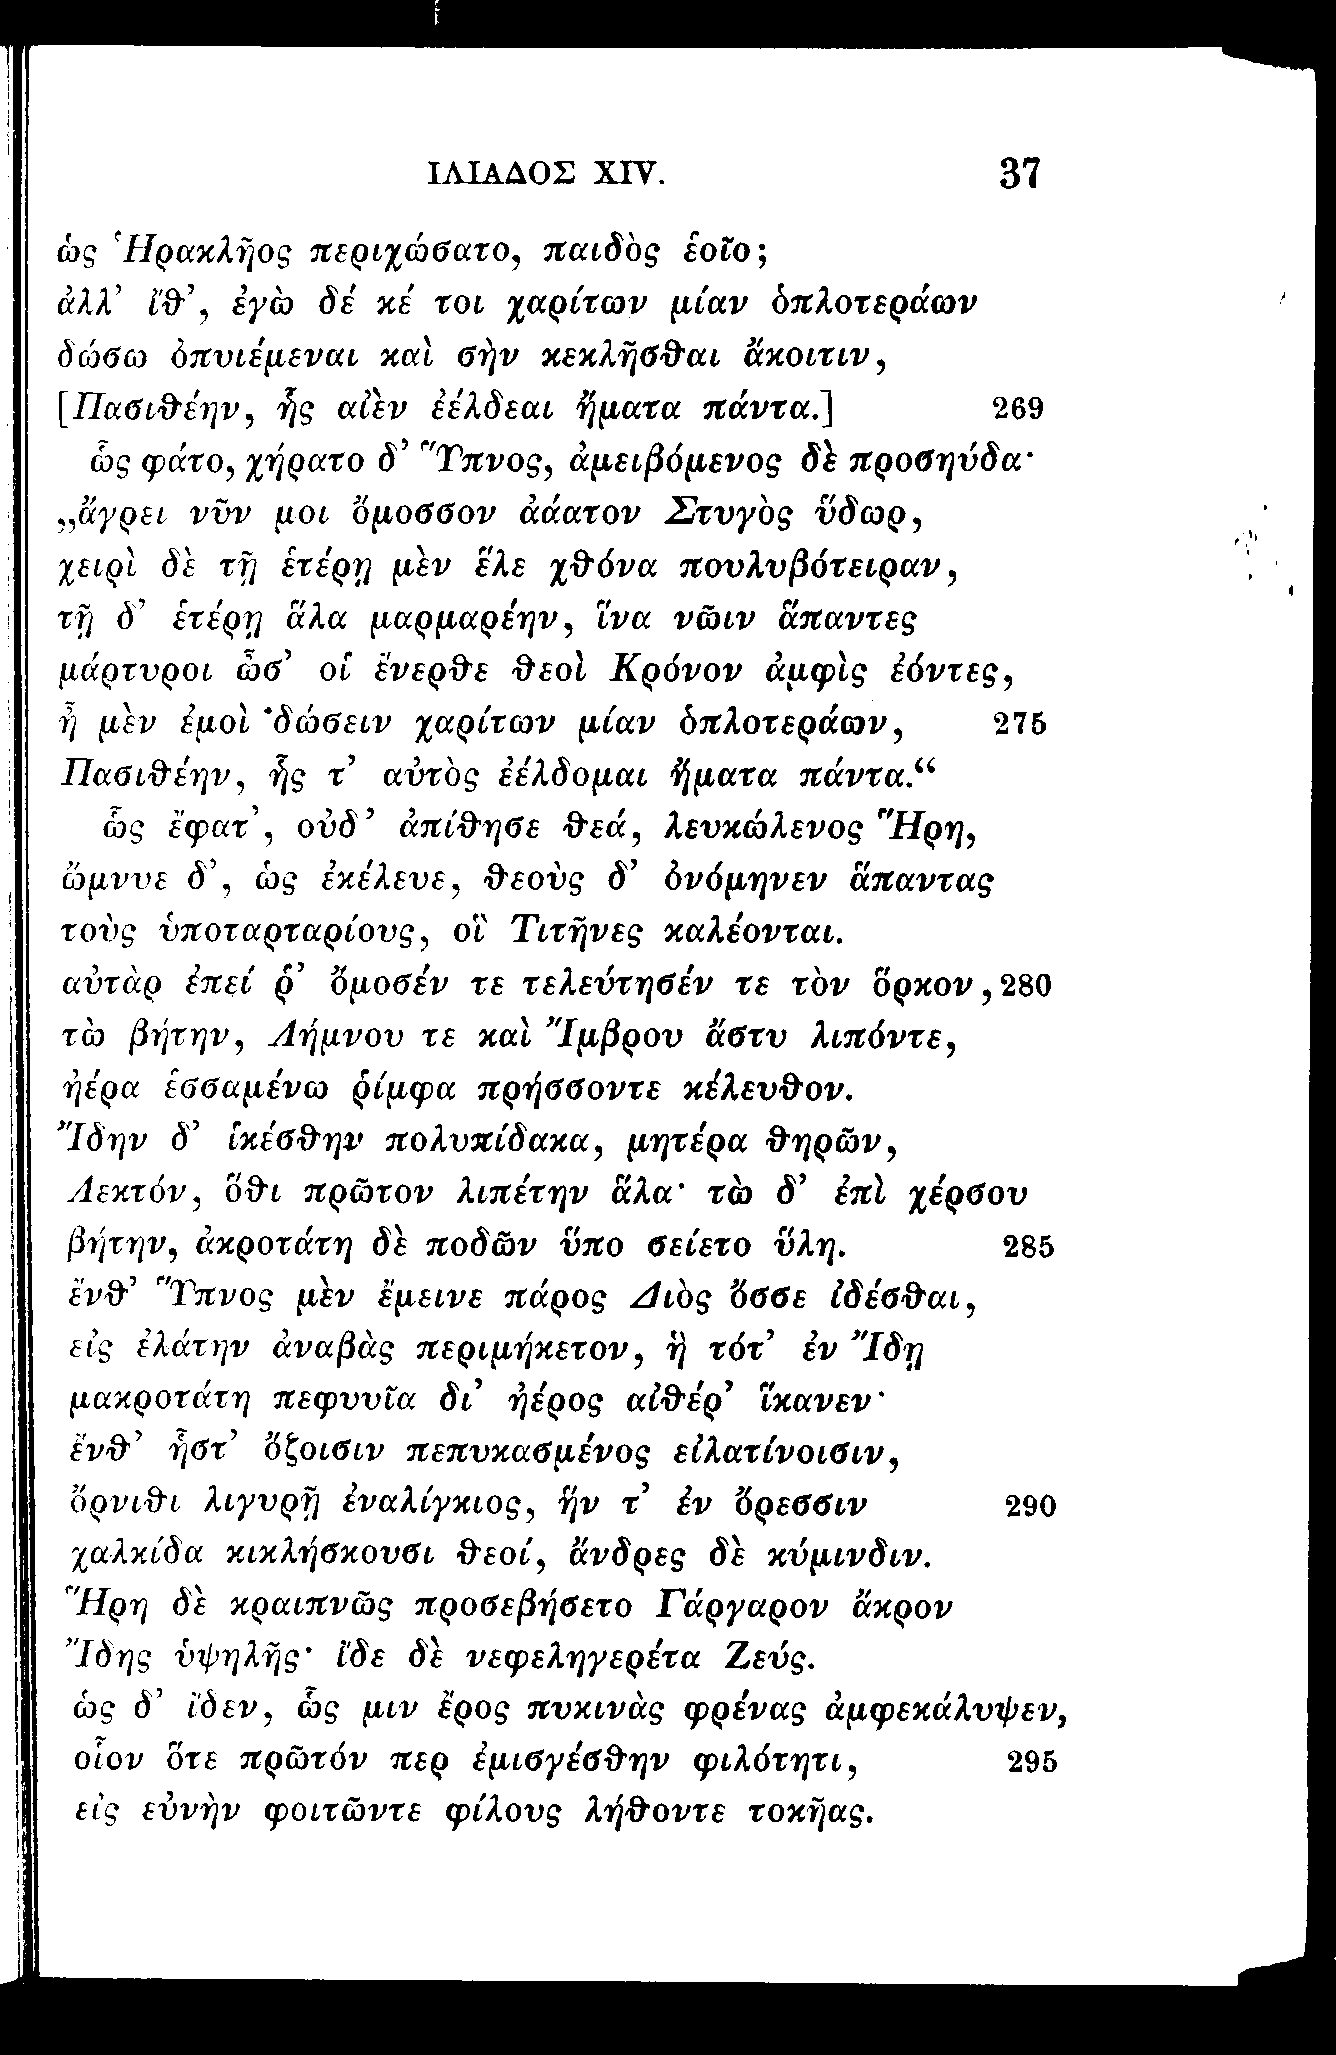 ΙΛΙΑΔΟΣ XIV. 37
ὡς Ἡρακλῆος περιχώσατο, παιδὸς ἑοῖο;
ἀλλ’ ἴθ’, ἐγὼ δέ κέ τοι χαρίτων μίαν ὁπλοτεράων
δώσω ὀπυιέμεναι καὶ σὴν κεκλῆσθαι ἄκοιτιν,
[Πασιθέην, ἧς αἰὲν ἐέλδεαι ἤματα πάντα.] 269
ὣς φάτο, χήρατο δ’ Ὕπνος, ἀμειβόμενος δὲ προσηύδα·
„ἄγρει νῦν μοι ὄμοσσον ἀάατον Στυγὸς ὕδωρ,
χειρὶ δὲ τῇ ἑτέρῃ μὲν ἕλε χθόνα πουλυβότειραν,
τῇ δ’ ἑτέρῃ ἅλα μαρμαρέην, ἵνα νῶιν ἅπαντες
μάρτυροι ὦσ’ οἱ ἔνερθε θεοὶ Κρόνον ἀμφὶς ἐόντες,
ἦ μὲν ἐμοὶ δώσειν χαρίτων μίαν ὁπλοτεράων, 275
Πασιθέην, ἧς τ’ αὐτὸς ἐέλδομαι ἤματα πάντα.“
ὣς ἔφατ’, οὐδ’ ἀπίθησε θεά, λευκώλενος Ἥρη,
ὤμνυε δ’, ὡς ἐκέλευε, θεοὺς δ’ ὀνόμηνεν ἅπαντας
τοὺς ὑποταρταρίους, οἳ Τιτῆνες καλέονται.
αὐτὰρ ἐπεί ῥ’ ὄμοσέν τε τελεύτησέν τε τὸν ὅρκον, 280
τὼ βήτην, Λήμνου τε καὶ Ἴμβρου ἄστυ λιπόντε,
ἠέρα ἑσσαμένω ῥίμφα πρήσσοντε κέλευθον.
Ἴδην δ’ ἱκέσθην πολυπίδακα, μητέρα θηρῶν,
Λεκτόν, ὅθι πρῶτον λιπέτην ἅλα· τὼ δ’ ἐπὶ χέρσου
βήτην, ἀκροτάτη δὲ ποδῶν ὕπο σείετο ὕλη. 285
ἔνθ’ Ὕπνος μὲν ἔμεινε πάρος Διὸς ὄσσε ἰδέσθαι,
εἰς ἐλάτην ἀναβὰς περιμήκετον, ἣ τότ’ ἐν Ἴδῃ
μακροτάτη πεφυυῖα δι’ ἠέρος αἰθέρ’ ἵκανεν·
ἔνθ’ ἧστ’ ὄζοισιν πεπυκασμένος εἰλατίνοισιν,
ὄρνιθι λιγυρῇ ἐναλίγκιος, ἥν τ’ ἐν ὄρεσσιν 290
χαλκίδα κικλήσκουσι θεοί, ἄνδρες δὲ κύμινδιν.
Ἥρη δὲ κραιπνῶς προσεβήσετο Γάργαρον ἄκρον
Ἴδης ὑψηλῆς· ἴδε δὲ νεφεληγερέτα Ζεύς.
ὡς δ’ ἴδεν, ὥς μιν ἔρος πυκινὰς φρένας ἀμφεκάλυψεν,
οἷον ὅτε πρῶτόν περ ἐμισγέσθην φιλότητι, 295
εἰς εὐνὴν φοιτῶντε φίλους λήθοντε τοκῆας.